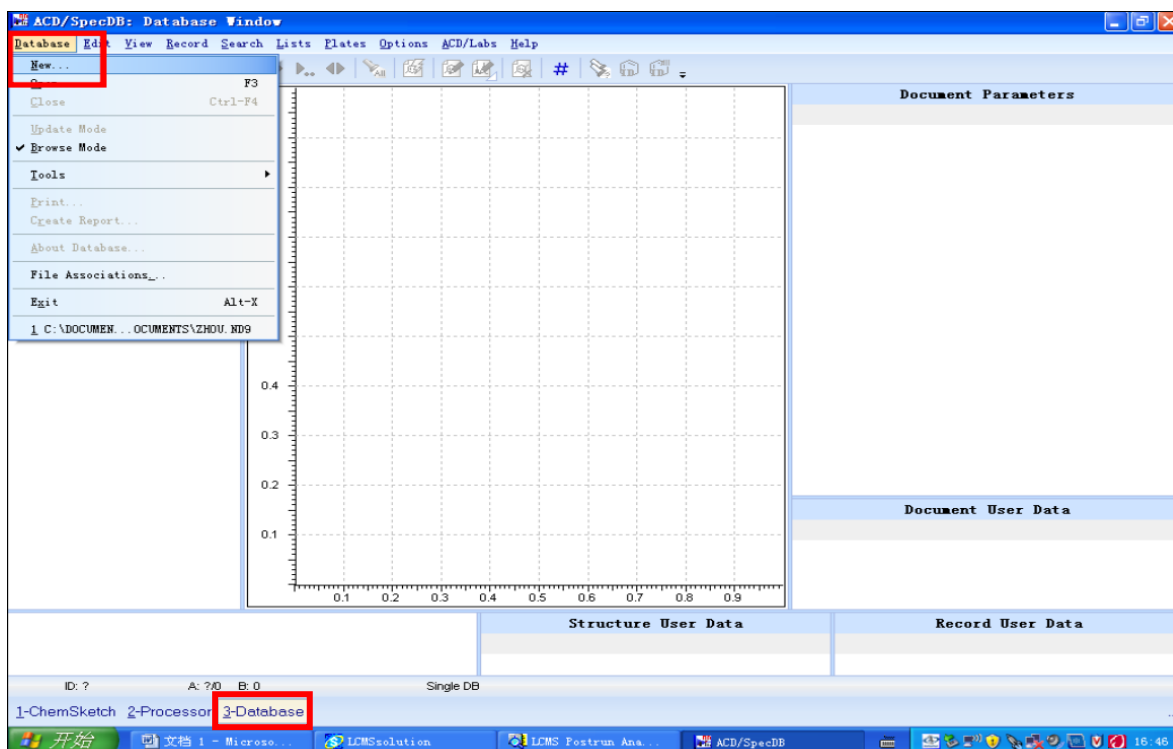 ACD/SpecDB: Database Window
Database Edit View Record Search Lists Plates Options ACD/Labs Help
New...
F3
Close Ctrl-F4
Update Mode
Browse Mode
Tools
Print...
Create Report...
About Database...
File Associations...
Exit Alt-X
1 C:\DOCUMEN...OCUMENTS\ZHOU.ND9
Document Parameters
0.4
0.3
0.2
0.1
0.1 0.2 0.3 0.4 0.5 0.6 0.7 0.8 0.9
Document User Data
Structure User Data
Record User Data
ID: ? A: ?/0 B: 0 Single DB
1-ChemSketch 2-Processor 3-Database
开始 文档 1 - Microso... LCMSsolution LCMS Postrun Ana... ACD/SpecDB 16:46